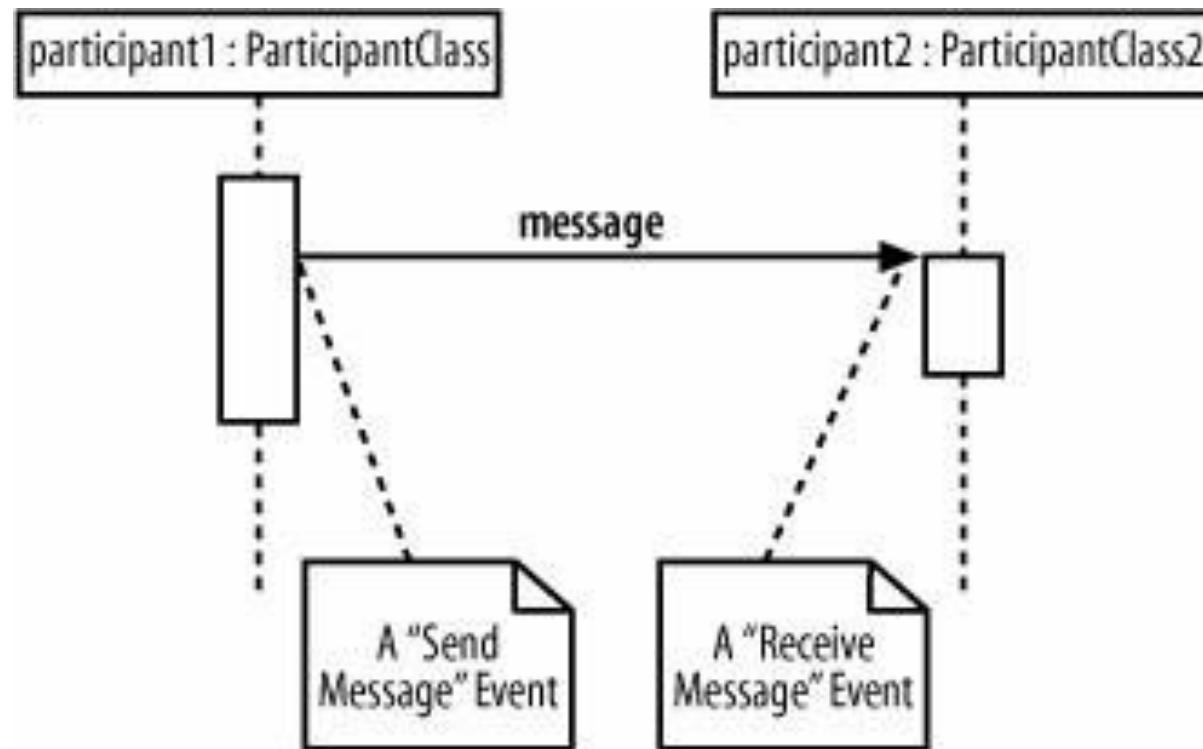 participant1 : ParticipantClass
participant2 : ParticipantClass2
message
A "Send
Message" Event
A "Receive
Message" Event